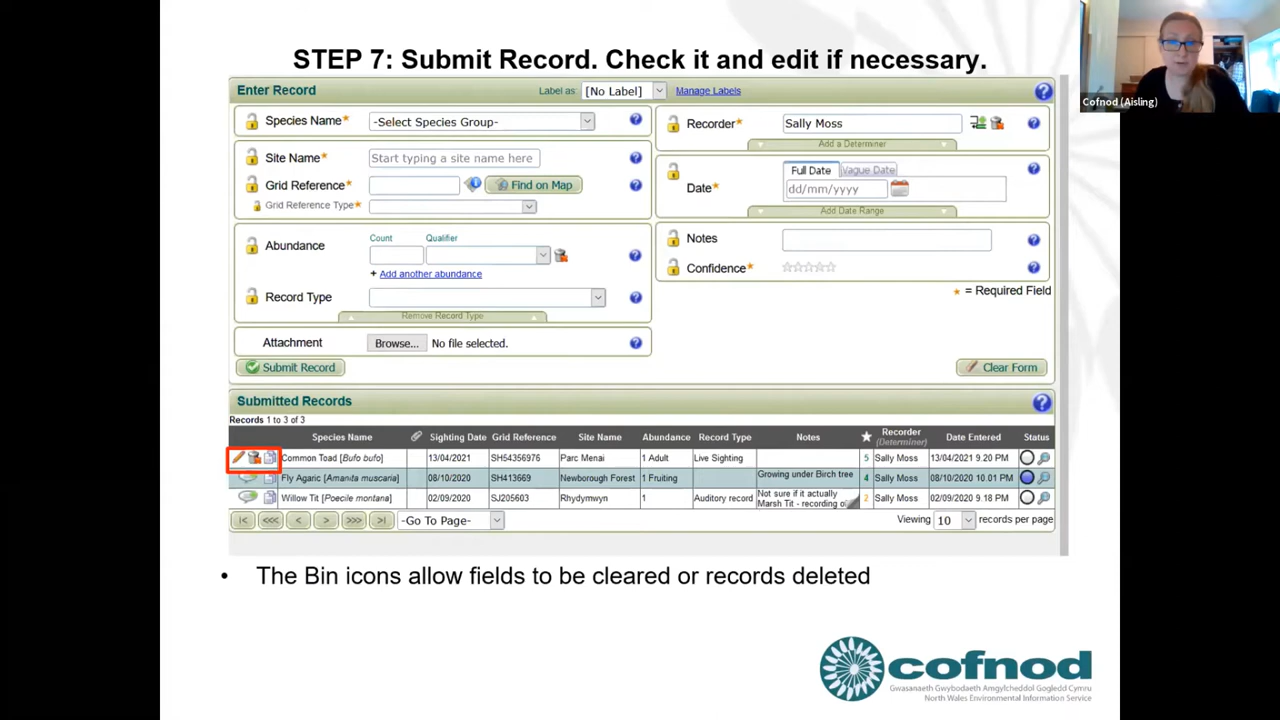 STEP 7: Submit Record. Check it and edit if necessary.
Cofnod (Aisling)
Enter Record
Label as: [No Label] Manage Labels
Species Name* -Select Species Group-
Site Name* Start typing a site name here
Grid Reference* Find on Map
Grid Reference Type*
Abundance Count Qualifier
+ Add another abundance
Record Type
Remove Record Type
Attachment Browse... No file selected.
Submit Record
Recorder* Sally Moss
Add a Determiner
Full Date Vague Date
Date* dd/mm/yyyy
Add Date Range
Notes
Confidence*
* = Required Field
Clear Form
Submitted Records
Records 1 to 3 of 3
Species Name Sighting Date Grid Reference Site Name Abundance Record Type Notes Recorder (Determiner) Date Entered Status
Common Toad [Bufo bufo] 13/04/2021 SH54356976 Parc Menai 1 Adult Live Sighting 5 Sally Moss 13/04/2021 9.20 PM
Fly Agaric [Amanita muscaria] 08/10/2020 SH413669 Newborough Forest 1 Fruiting Growing under Birch tree 4 Sally Moss 08/10/2020 10.01 PM
Willow Tit [Poecile montana] 02/09/2020 SJ205603 Rhydymwyn 1 Auditory record Not sure if it actually Marsh Tit - recording o 2 Sally Moss 02/09/2020 9.18 PM
|< <<< < > >>> >| -Go To Page- Viewing 10 records per page
• The Bin icons allow fields to be cleared or records deleted
cofnod
Gwasanaeth Gwybodaeth Amgylcheddol Gogledd Cymru
North Wales Environmental Information Service